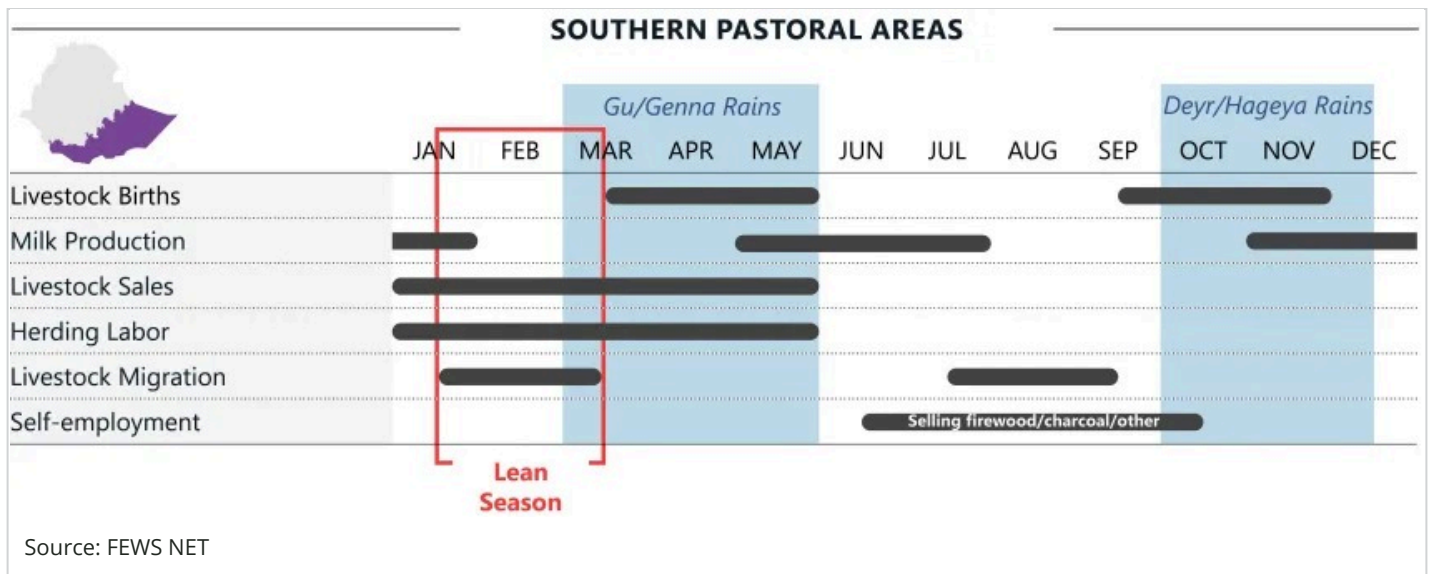 SOUTHERN PASTORAL AREAS
Gu/Genna Rains Deyr/Hageya Rains
JAN FEB MAR APR MAY JUN JUL AUG SEP OCT NOV DEC
Livestock Births
Milk Production
Livestock Sales
Herding Labor
Livestock Migration
Self-employment Selling firewood/charcoal/other
Lean
Season
Source: FEWS NET